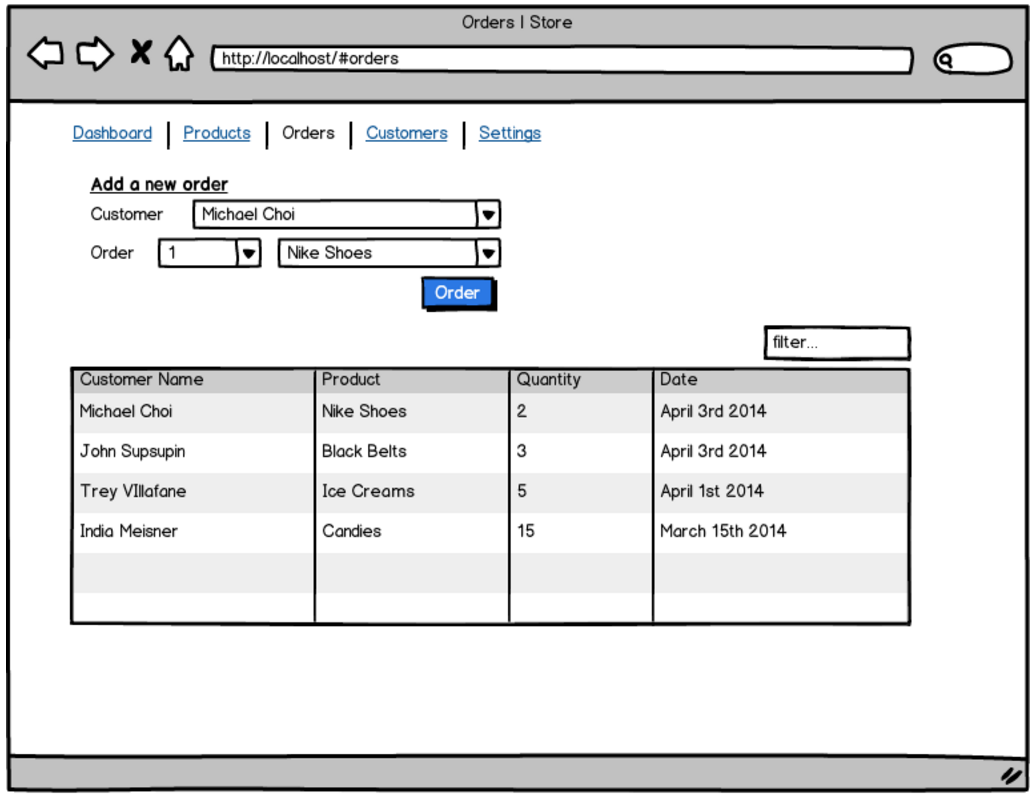 Orders | Store
http://localhost/#orders
Dashboard Products Orders Customers Settings
Add a new order
Customer Michael Choi
Order 1 Nike Shoes
Order
filter...
Customer Name Product Quantity Date
Michael Choi Nike Shoes 2 April 3rd 2014
John Supsupin Black Belts 3 April 3rd 2014
Trey VIllafane Ice Creams 5 April 1st 2014
India Meisner Candies 15 March 15th 2014